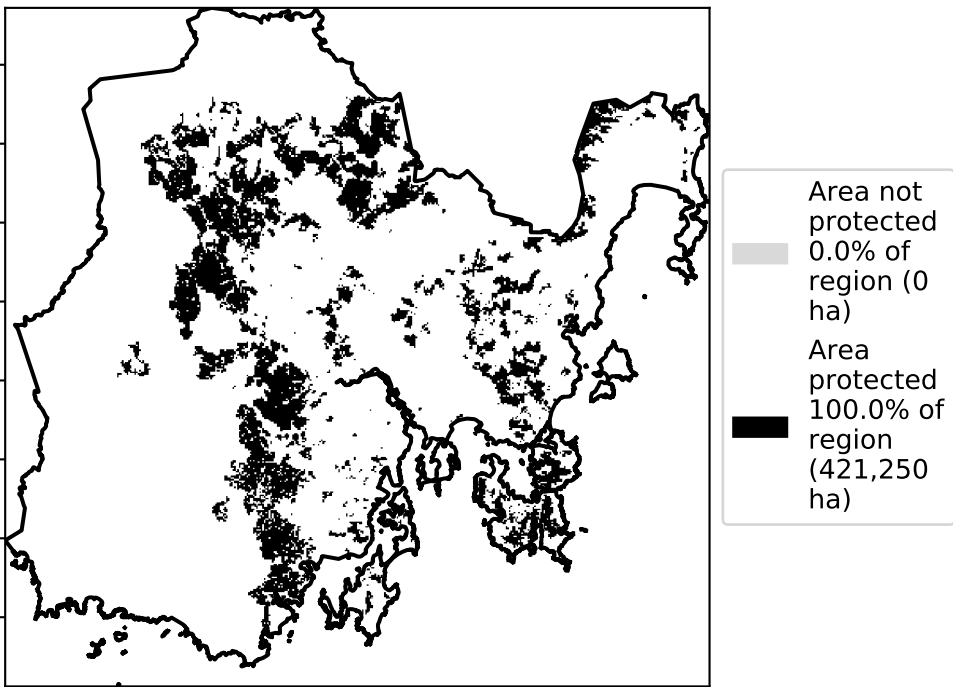 Area not
protected
0.0% of
region (0
ha)
Area
protected
100.0% of
region
(421,250
ha)